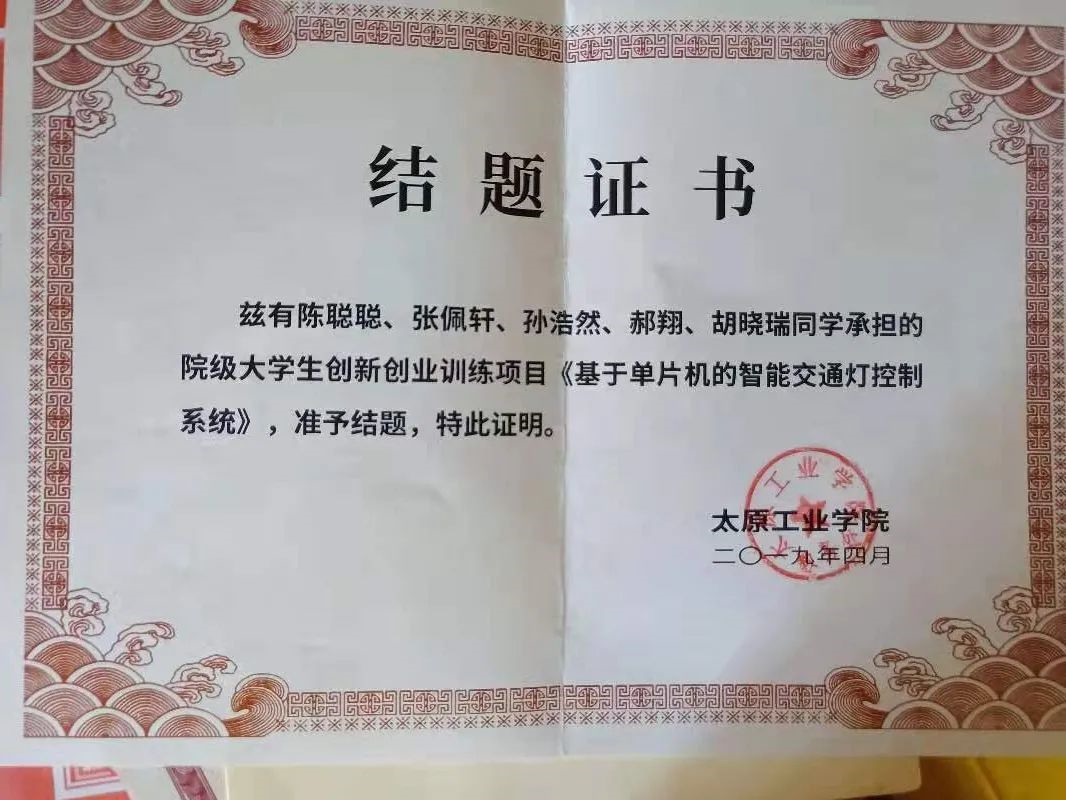 结题证书
兹有陈聪聪、张佩轩、孙浩然、郝翔、胡晓瑞同学承担的
院级大学生创新创业训练项目《基于单片机的智能交通灯控制
系统》，准予结题，特此证明。
太原工业学院
二〇一九年四月